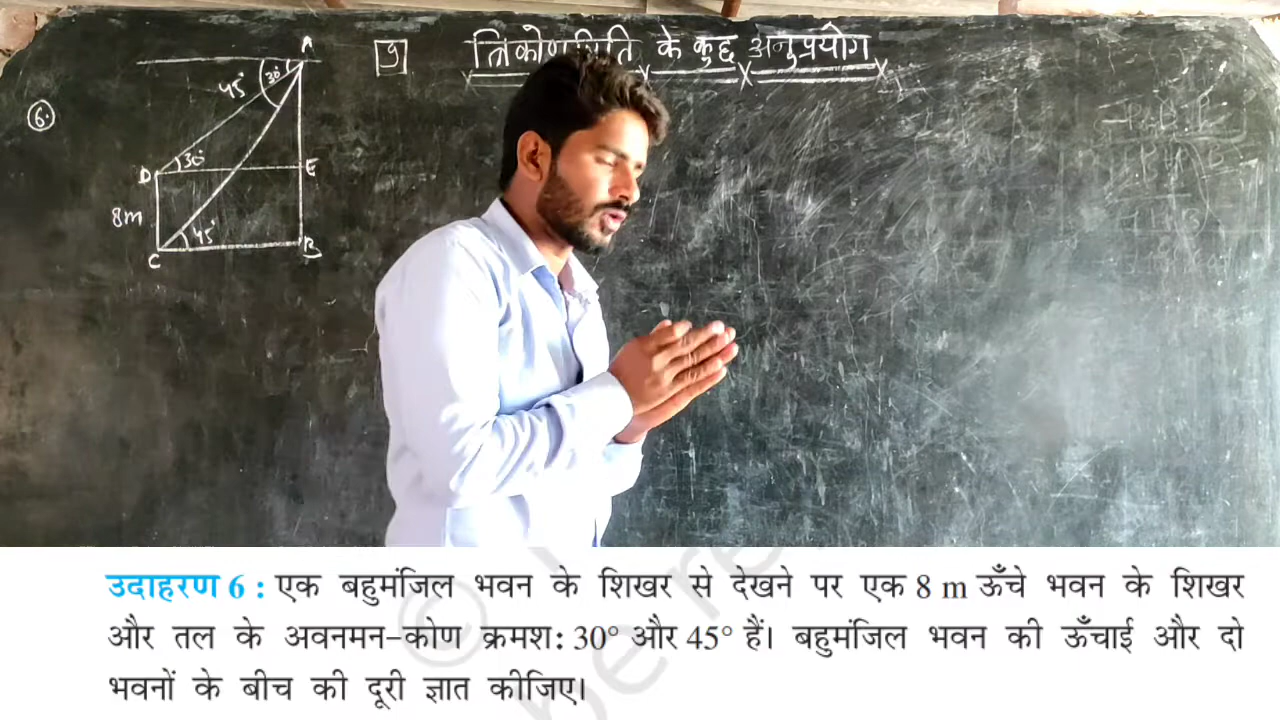 9 त्रिकोणमिति के कुछ अनुप्रयोग
6.
A
45° 30°
D 30° E
8m
45°
C B
उदाहरण 6 : एक बहुमंजिल भवन के शिखर से देखने पर एक 8 m ऊँचे भवन के शिखर
और तल के अवनमन-कोण क्रमश: 30° और 45° हैं। बहुमंजिल भवन की ऊँचाई और दो
भवनों के बीच की दूरी ज्ञात कीजिए।